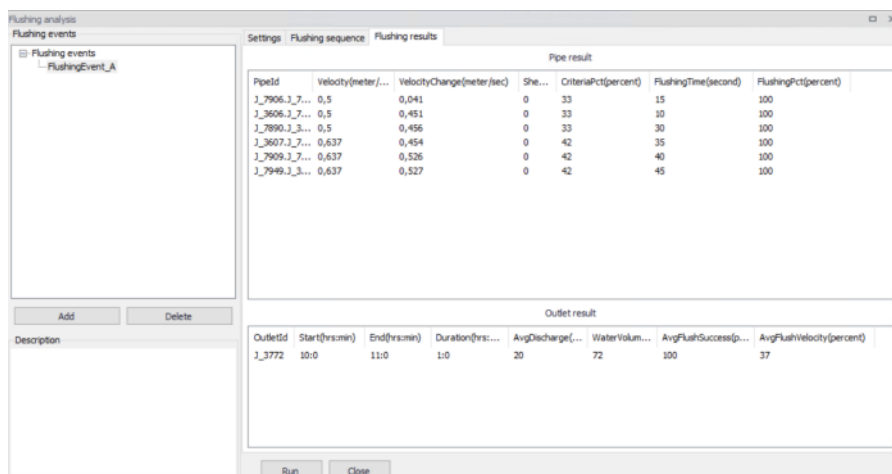 Flushing analysis
Flushing events
Flushing events
FlushingEvent_A
Add
Delete
Description
Settings Flushing sequence Flushing results
Pipe result
PipeId Velocity(meter/... VelocityChange(meter/sec) She... CriteriaPct(percent) FlushingTime(second) FlushingPct(percent)
J_7906.J_7... 0,5 0,041 0 33 15 100
J_3606.J_7... 0,5 0,451 0 33 10 100
J_7890.J_3... 0,5 0,456 0 33 30 100
J_3607.J_7... 0,637 0,454 0 42 35 100
J_7909.J_7... 0,637 0,526 0 42 40 100
J_7949.J_3... 0,637 0,527 0 42 45 100
Outlet result
OutletId Start(hrs:min) End(hrs:min) Duration(hrs:... AvgDischarge(... WaterVolum... AvgFlushSuccess(p... AvgFlushVelocity(percent)
J_3772 10:0 11:0 1:0 20 72 100 37
Run Close